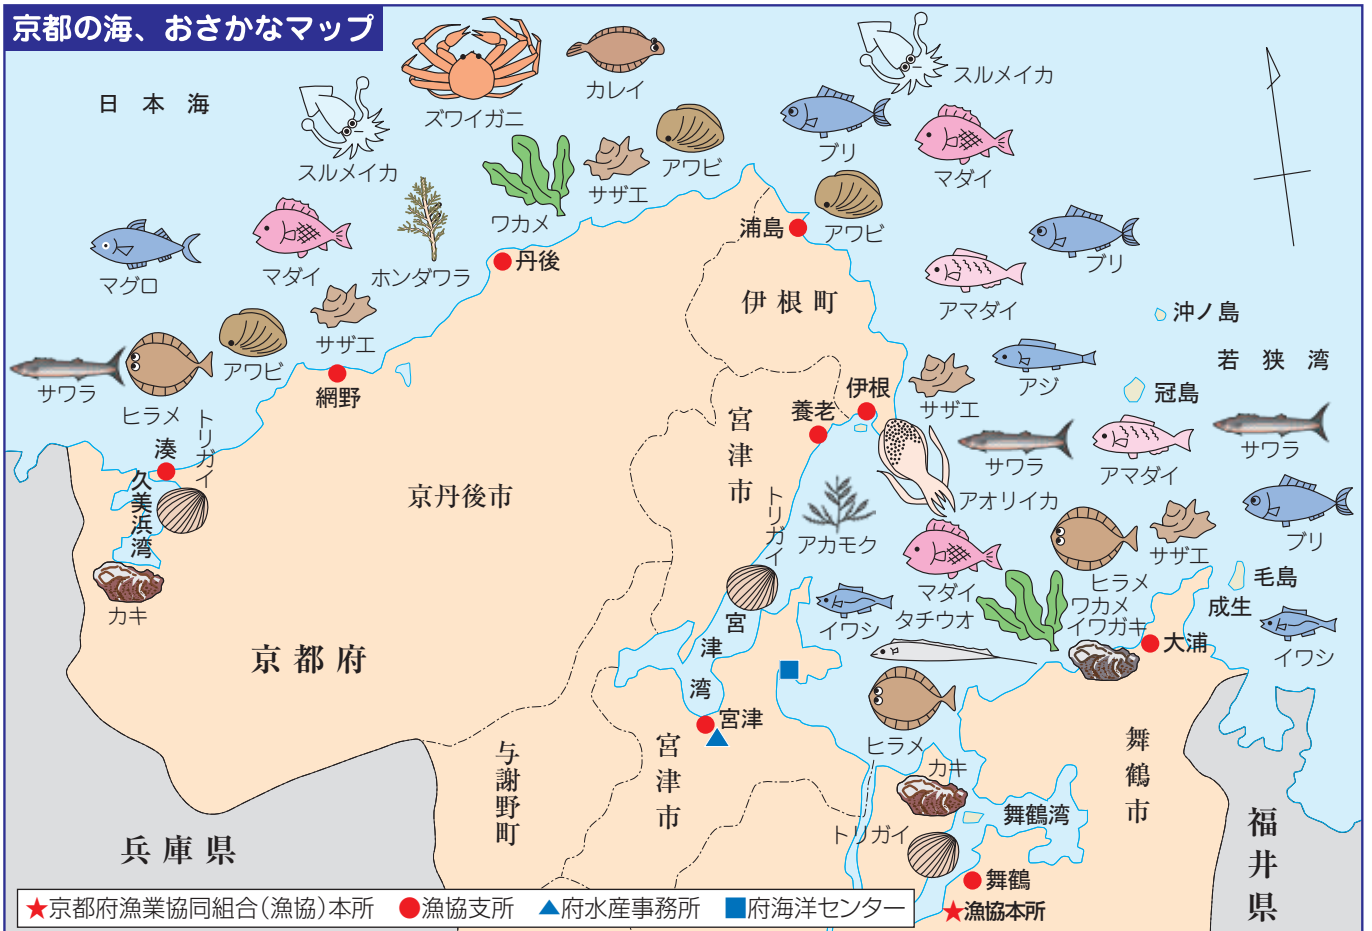 京都の海、おさかなマップ
日本海
スルメイカ
ズワイガニ
カレイ
スルメイカ
ブリ
マダイ
アワビ
サザエ
ワカメ
ホンダワラ
マダイ
マグロ
アワビ
ブリ
アマダイ
浦島
丹後
伊根町
沖ノ島
若狭湾
サザエ
アワビ
ヒラメ
サワラ
網野
トリガイ
湊
久美浜湾
カキ
京丹後市
宮津市
養老
伊根
サザエ
アジ
冠島
サワラ
アマダイ
サワラ
アオリイカ
アカモク
トリガイ
マダイ
ヒラメ
サザエ
ブリ
毛島
成生
イワシ
イワシ
タチウオ
ワカメ
イワガキ
大浦
京都府
宮津湾
宮津
宮津市
与謝野町
ヒラメ
カキ
トリガイ
舞鶴湾
舞鶴市
舞鶴
漁協本所
兵庫県
福井県
★京都府漁業協同組合(漁協)本所 ●漁協支所 ▲府水産事務所 ■府海洋センター